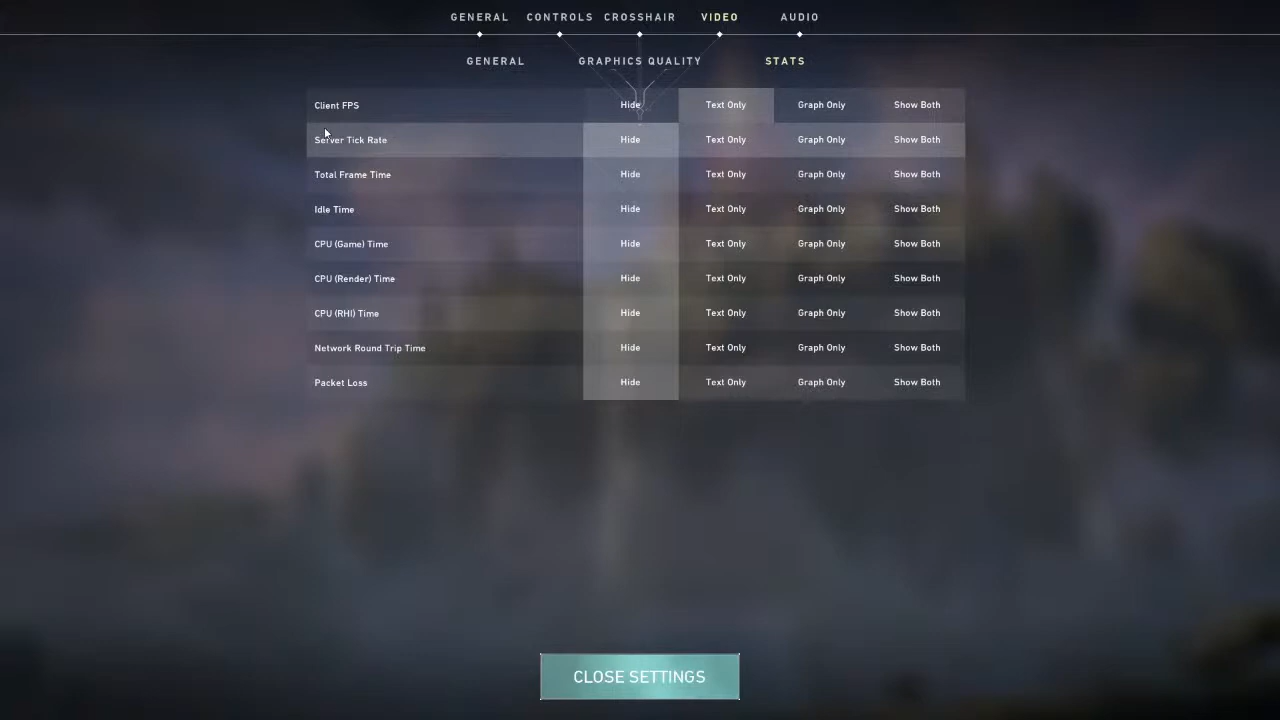 GENERAL CONTROLS CROSSHAIR VIDEO AUDIO
GENERAL GRAPHICS QUALITY STATS
Client FPS Hide Text Only Graph Only Show Both
Server Tick Rate Hide Text Only Graph Only Show Both
Total Frame Time Hide Text Only Graph Only Show Both
Idle Time Hide Text Only Graph Only Show Both
CPU (Game) Time Hide Text Only Graph Only Show Both
CPU (Render) Time Hide Text Only Graph Only Show Both
CPU (RHI) Time Hide Text Only Graph Only Show Both
Network Round Trip Time Hide Text Only Graph Only Show Both
Packet Loss Hide Text Only Graph Only Show Both
CLOSE SETTINGS